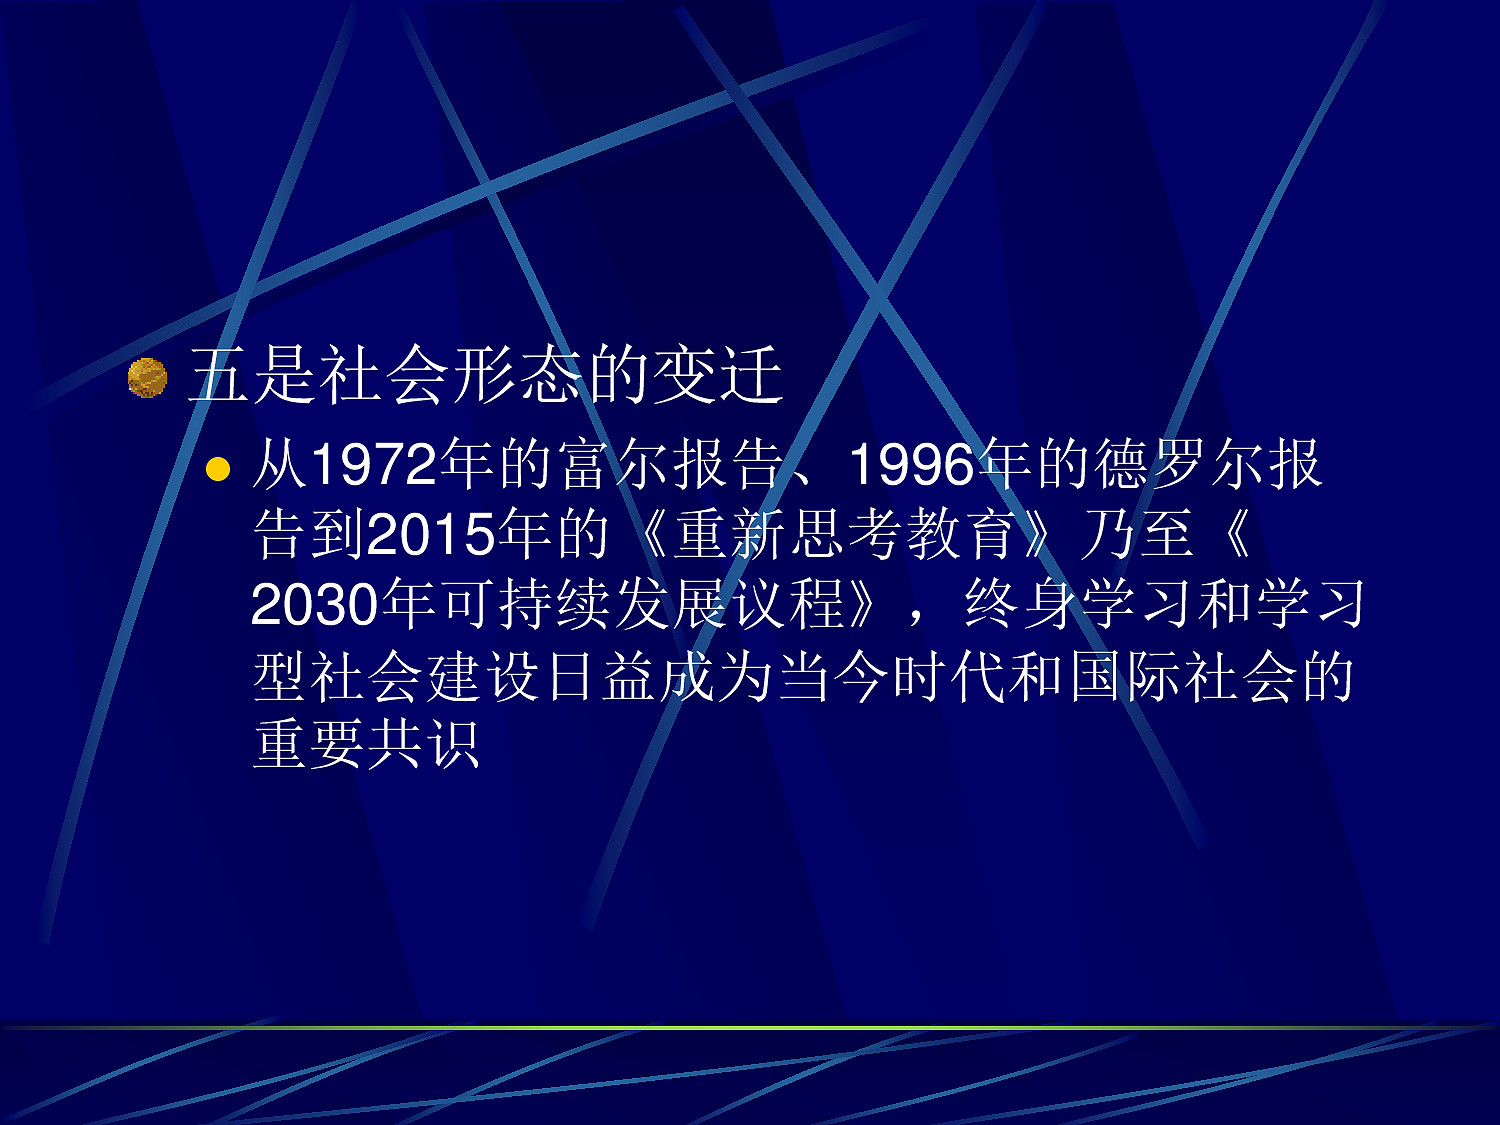 五是社会形态的变迁
从1972年的富尔报告、1996年的德罗尔报
告到2015年的《重新思考教育》乃至《
2030年可持续发展议程》，终身学习和学习
型社会建设日益成为当今时代和国际社会的
重要共识